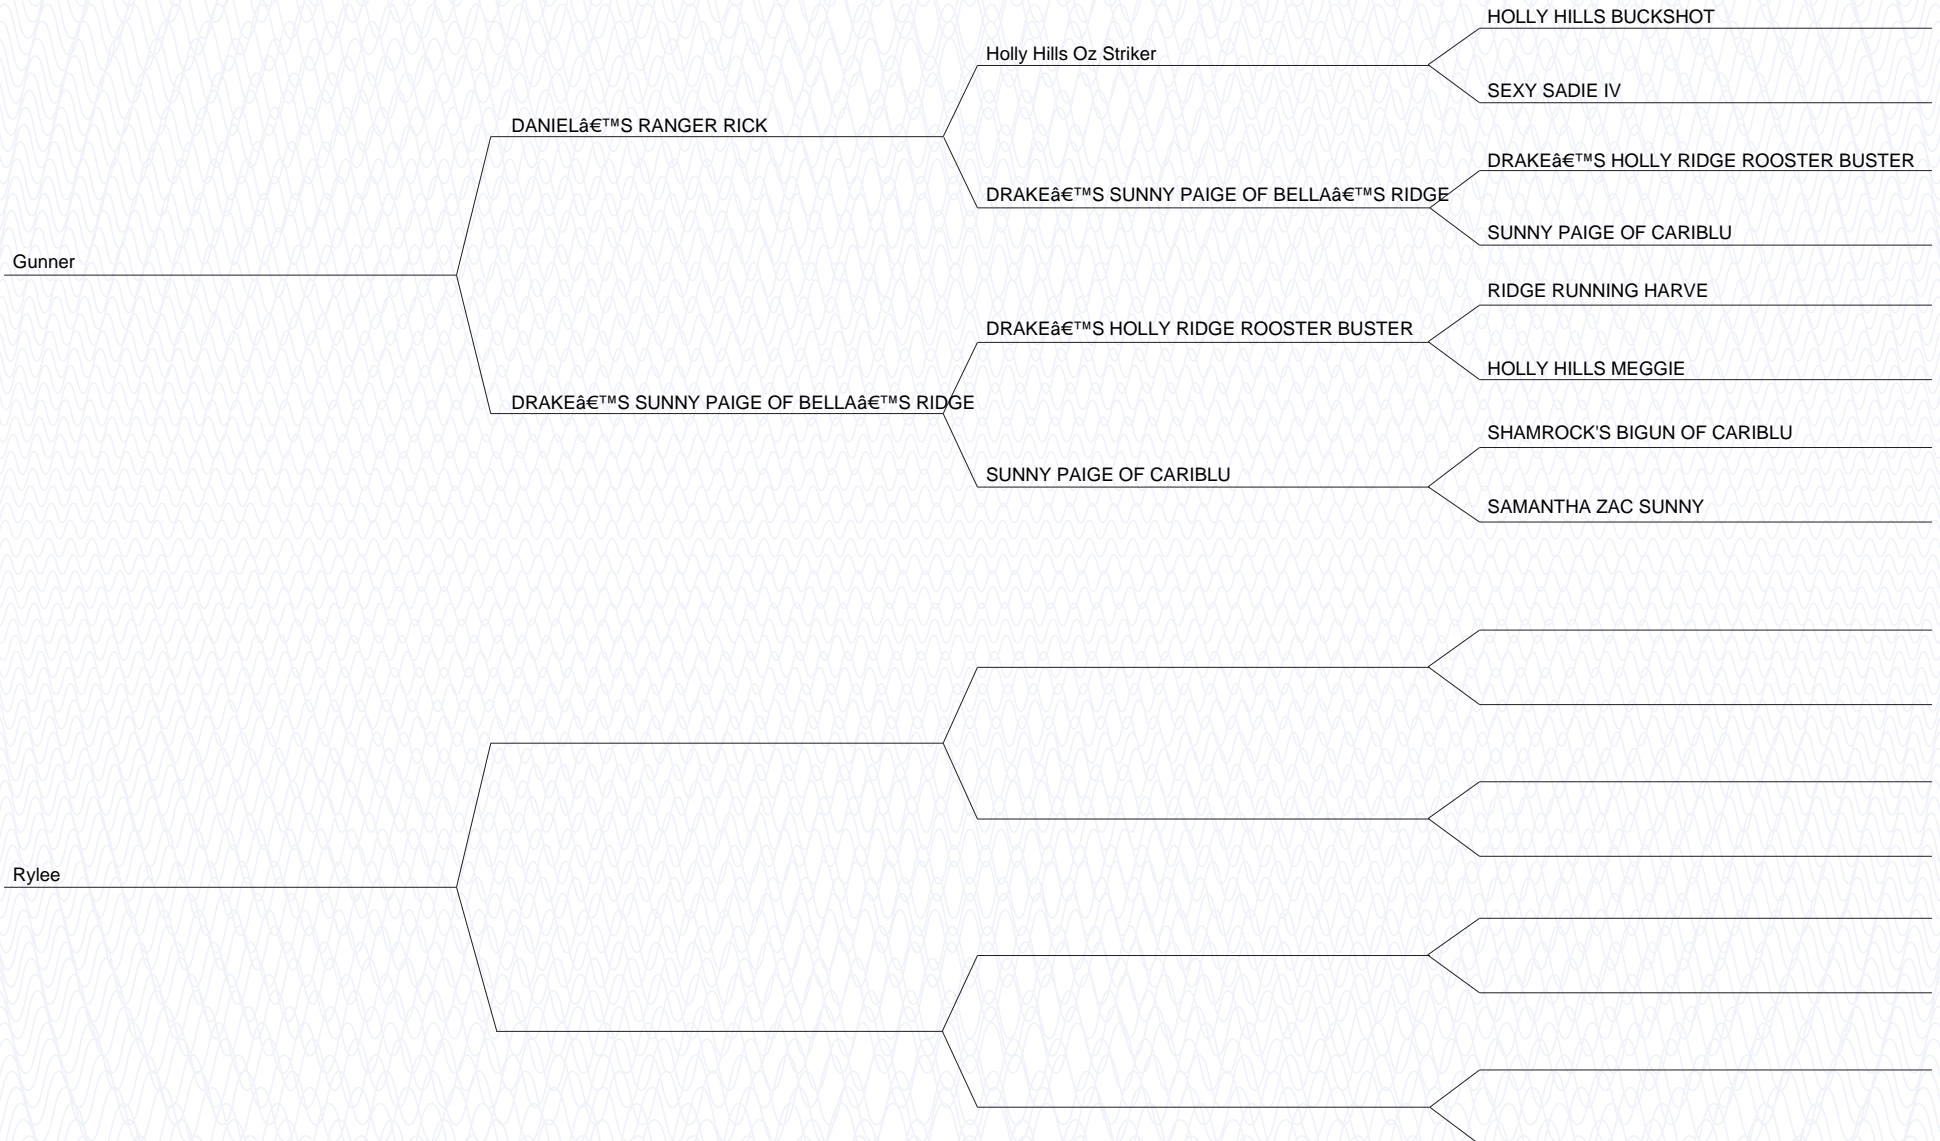 HOLLY HILLS BUCKSHOT
Holly Hills Oz Striker
SEXY SADIE IV
DANIELâ€™S RANGER RICK
DRAKEâ€™S HOLLY RIDGE ROOSTER BUSTER
DRAKEâ€™S SUNNY PAIGE OF BELLAâ€™S RIDGE
SUNNY PAIGE OF CARIBLU
Gunner
RIDGE RUNNING HARVE
DRAKEâ€™S HOLLY RIDGE ROOSTER BUSTER
HOLLY HILLS MEGGIE
DRAKEâ€™S SUNNY PAIGE OF BELLAâ€™S RIDGE
SHAMROCK'S BIGUN OF CARIBLU
SUNNY PAIGE OF CARIBLU
SAMANTHA ZAC SUNNY
Rylee